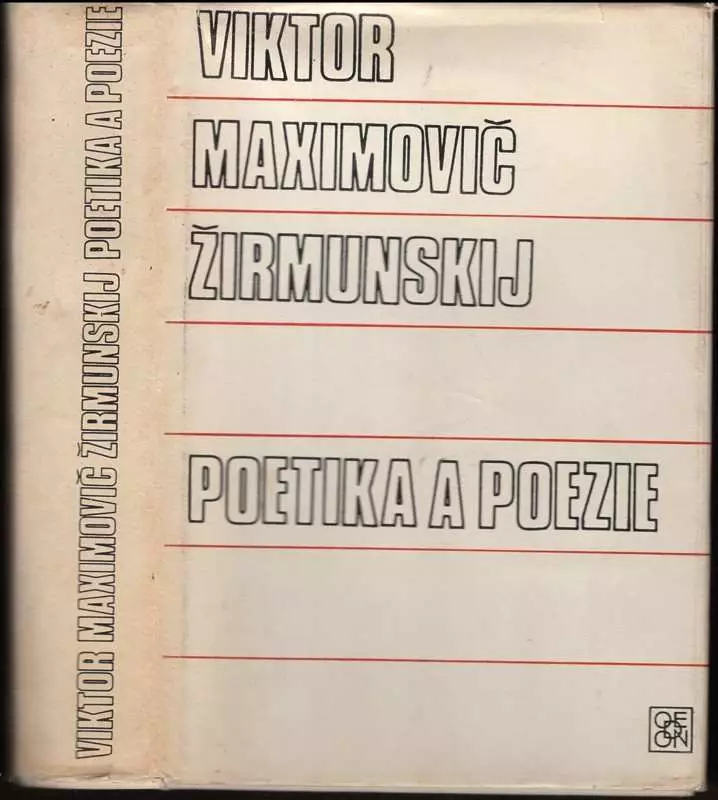 VIKTOR MAXIMOVIČ ŽIRMUNSKIJ POETIKA A POEZIE
VIKTOR
MAXIMOVIČ
ŽIRMUNSKIJ
POETIKA A POEZIE
ODEON